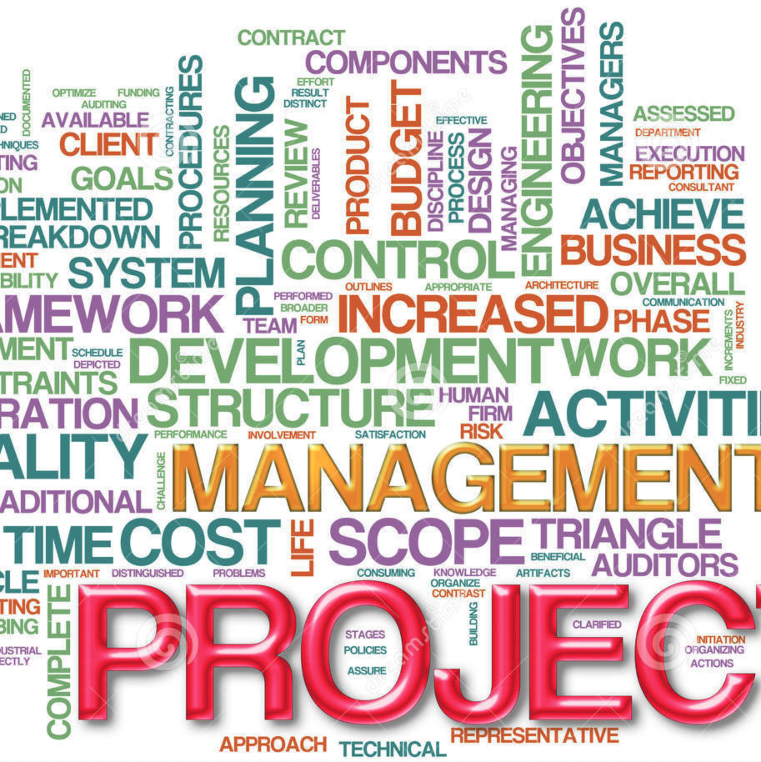 CONTRACT
COMPONENTS
ENGINEERING
OBJECTIVES
MANAGERS
DOCUMENTED
OPTIMIZE
FUNDING
AUDITING
CONTRACTING
PROCEDURES
PLANNING
EFFORT
RESULT
DISTINCT
PRODUCT
BUDGET
EFFECTIVE
ASSESSED
DEPARTMENT
AVAILABLE
CLIENT
RESOURCES
REVIEW
DELIVERABLES
DISCIPLINE
PROCESS
DESIGN
MANAGING
EXECUTION
REPORTING
CONSULTANT
NED
D
HNIQUES
TING
ON
GOALS
LEMENTED
REAKDOWN
ACHIEVE
BUSINESS
ENT
BILITY
SYSTEM
CONTROL
OUTLINES
APPROPRIATE
ARCHITECTURE
OVERALL
COMMUNICATION
AMEWORK
PERFORMED
BROADER
FORM
TEAM
INCREASED
PHASE
INCREMENTS
INDUSTRY
MENT
SCHEDULE
DEPICTED
PLAN
DEVELOPMENT
WORK
FIXED
TRAINTS
RATION
STRUCTURE
HUMAN
FIRM
RISK
ACTIVITI
PERFORMANCE
INVOLVEMENT
SATISFACTION
ALITY
CHALLENGE
MANAGEMENT
ADITIONAL
TIME
COST
LIFE
SCOPE
TRIANGLE
BENEFICIAL
AUDITORS
CLE
IMPORTANT
DISTINGUISHED
PROBLEMS
CONSUMING
KNOWLEDGE
ARTIFACTS
ORGANIZE
CONTRAST
TING
BING
COMPLETE
PROJECT
BUILDING
CLARIFIED
STAGES
POLICIES
ASSURE
INITIATION
ORGANIZING
ACTIONS
DUSTRIAL
ECTLY
APPROACH
TECHNICAL
REPRESENTATIVE